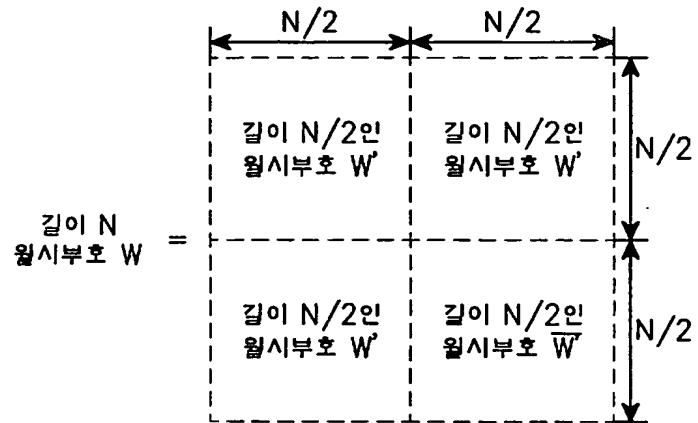 N/2 N/2
길이 N/2인 길이 N/2인
월시부호 W' 월시부호 W'
N/2
길이 N
월시부호 W =
길이 N/2인 길이 N/2인
월시부호 W' 월시부호 W̅'
N/2